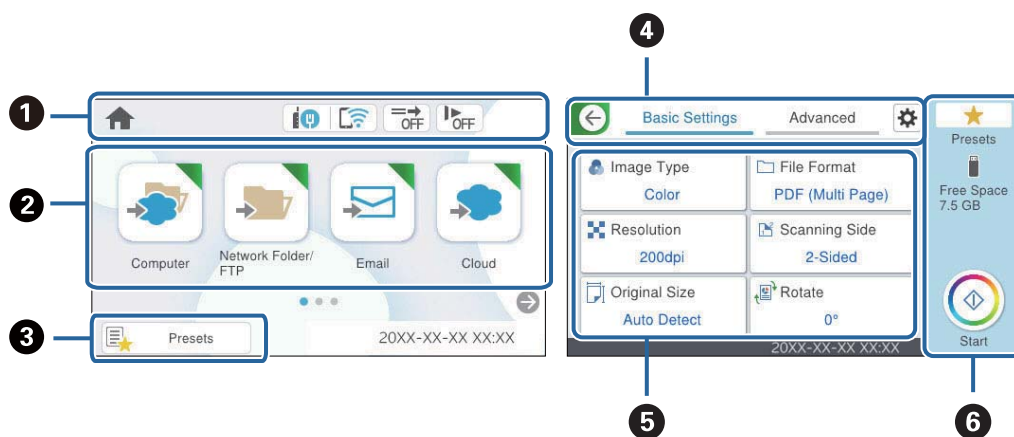 4
1
OFF
OFF
2
Computer
Network Folder/
FTP
Email
Cloud
3
Presets
20XX-XX-XX XX:XX
Basic Settings
Advanced
Image Type
Color
File Format
PDF (Multi Page)
Resolution
200dpi
Scanning Side
2-Sided
Original Size
Auto Detect
Rotate
0°
20XX-XX-XX XX:XX
Presets
Free Space
7.5 GB
Start
5
6